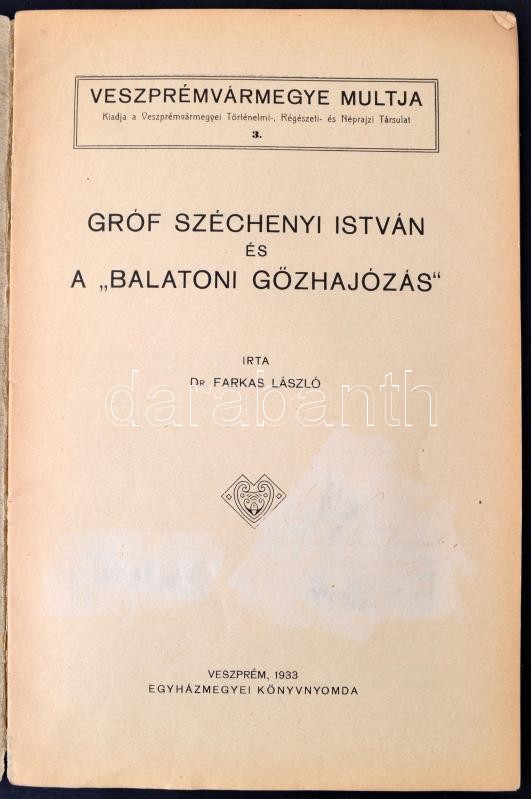 VESZPRÉMVÁRMEGYE MULTJA
Kiadja a Veszprémvármegyei Történelmi-, Régészeti- és Néprajzi Társulat
3.
GRÓF SZÉCHENYI ISTVÁN
ÉS
A „BALATONI GŐZHAJÓZÁS“
IRTA
DR. FARKAS LÁSZLÓ
darabanth
VESZPRÉM, 1933
EGYHÁZMEGYEI KÖNYVNYOMDA